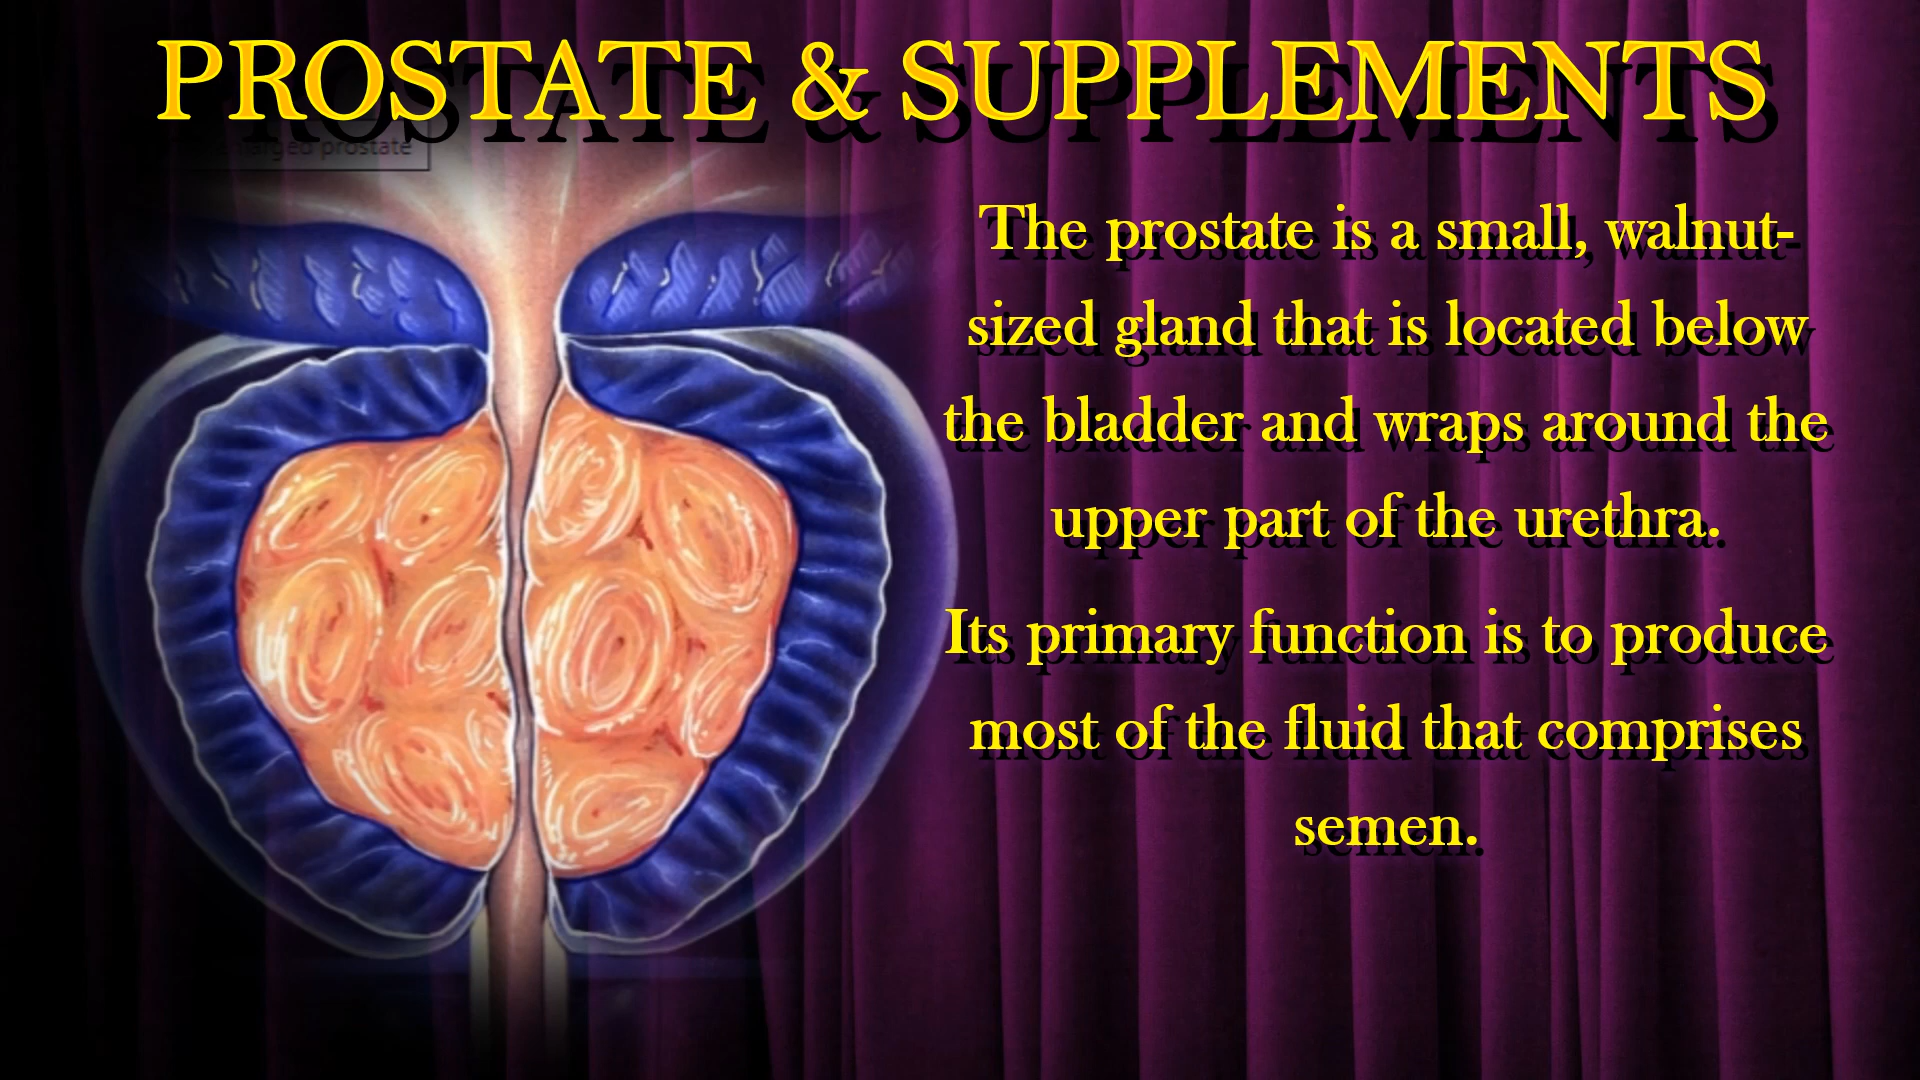 PROSTATE & SUPPLEMENTS
prostate
The prostate is a small, walnut-
sized gland that is located below
the bladder and wraps around the
upper part of the urethra.
Its primary function is to produce
most of the fluid that comprises
semen.